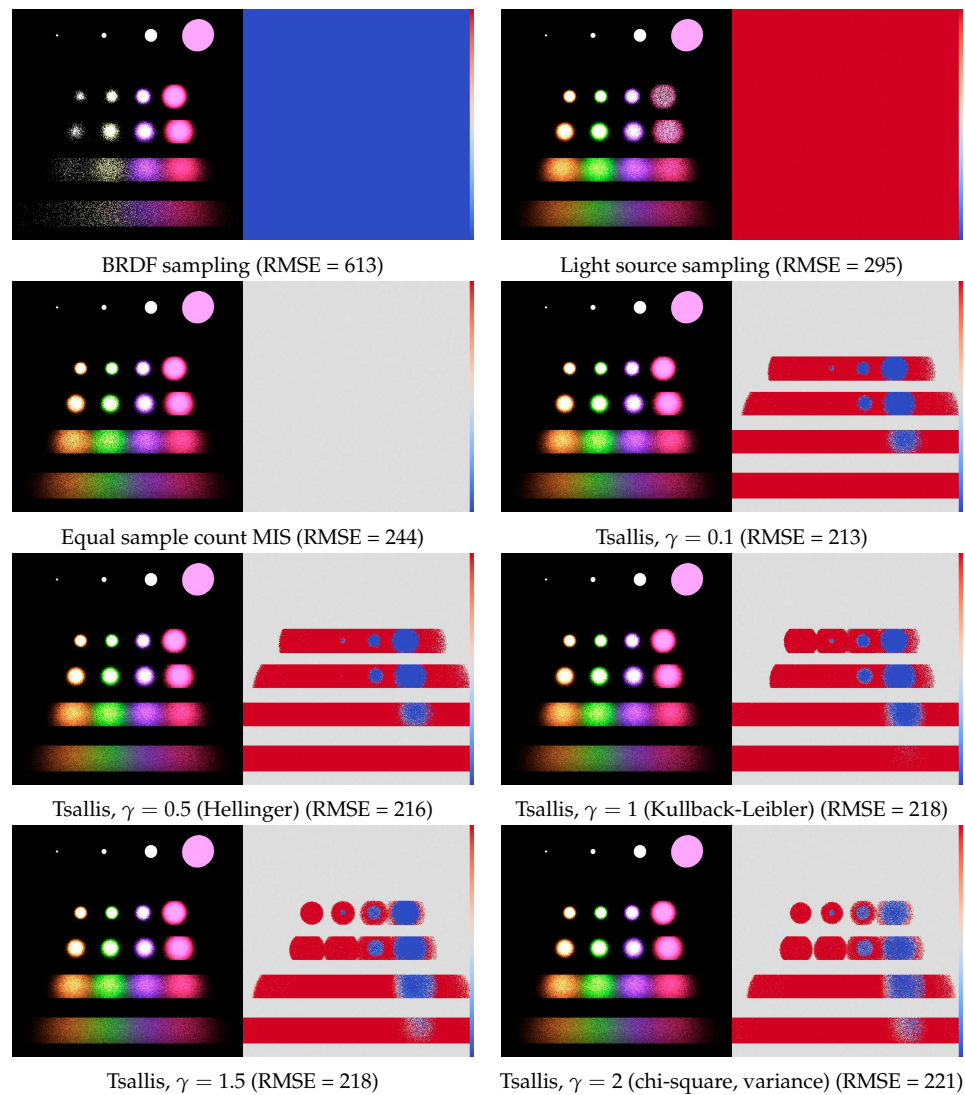 BRDF sampling (RMSE = 613)
Light source sampling (RMSE = 295)
Equal sample count MIS (RMSE = 244)
Tsallis, γ = 0.1 (RMSE = 213)
Tsallis, γ = 0.5 (Hellinger) (RMSE = 216)
Tsallis, γ = 1 (Kullback-Leibler) (RMSE = 218)
Tsallis, γ = 1.5 (RMSE = 218)
Tsallis, γ = 2 (chi-square, variance) (RMSE = 221)